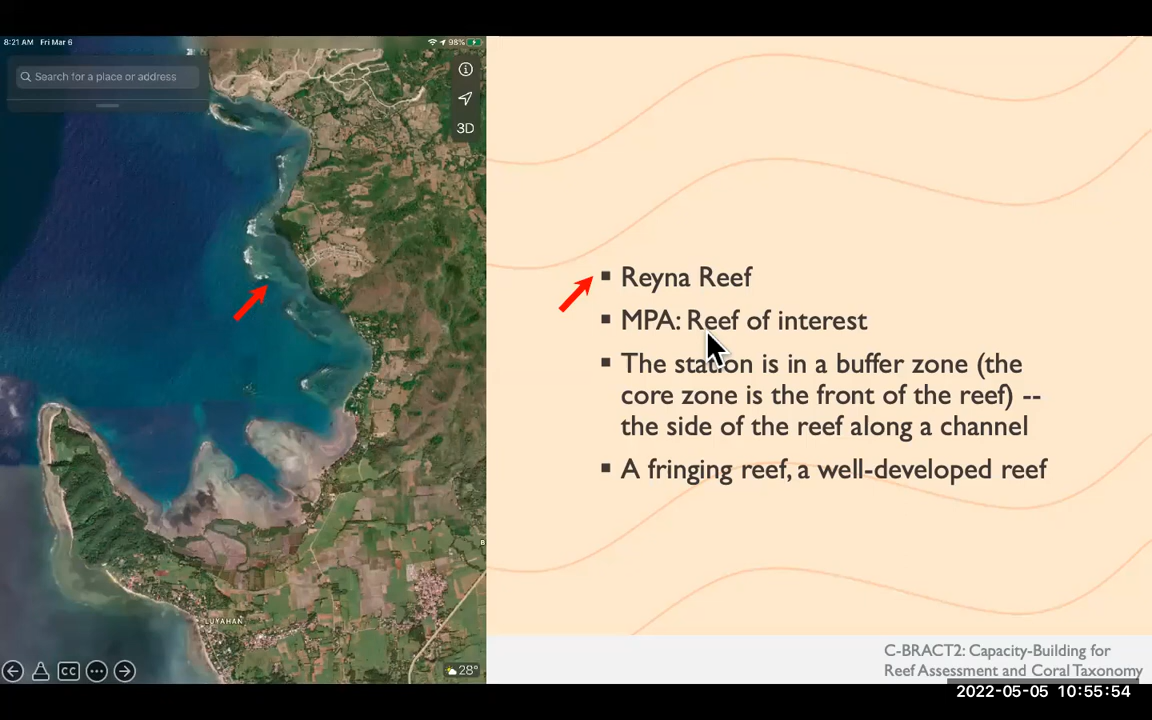 8:21 AM Fri Mar 6
98%
Search for a place or address
3D
LUYAHAN
CC
28°
▪ Reyna Reef
▪ MPA: Reef of interest
▪ The station is in a buffer zone (the
core zone is the front of the reef) --
the side of the reef along a channel
▪ A fringing reef, a well-developed reef
C-BRACT2: Capacity-Building for
Reef Assessment and Coral Taxonomy
2022-05-05 10:55:54